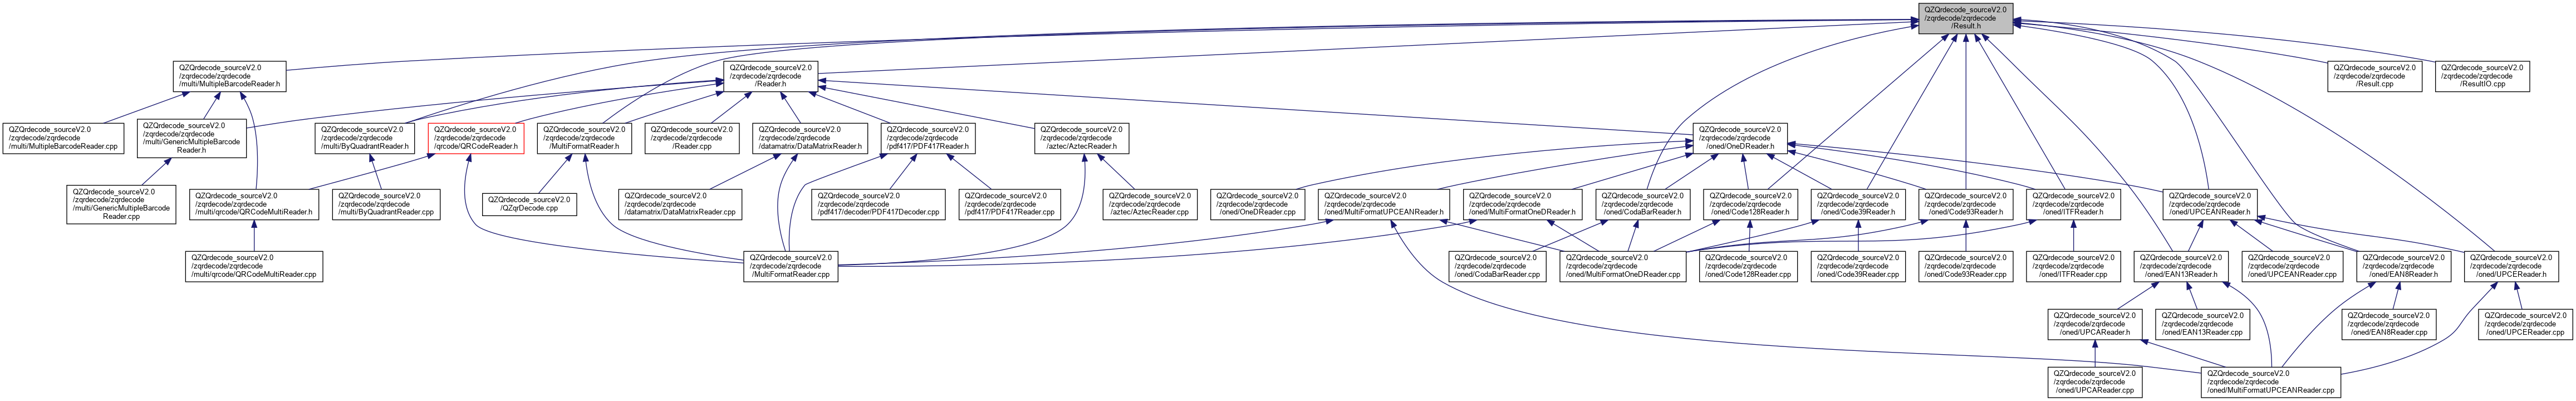 QZQrdecode_sourceV2.0
/zqrdecode/zqrdecode
/Result.h
QZQrdecode_sourceV2.0
/zqrdecode/zqrdecode
/multi/MultipleBarcodeReader.h
QZQrdecode_sourceV2.0
/zqrdecode/zqrdecode
/Reader.h
QZQrdecode_sourceV2.0
/zqrdecode/zqrdecode
/Result.cpp
QZQrdecode_sourceV2.0
/zqrdecode/zqrdecode
/ResultIO.cpp
QZQrdecode_sourceV2.0
/zqrdecode/zqrdecode
/multi/MultipleBarcodeReader.cpp
QZQrdecode_sourceV2.0
/zqrdecode/zqrdecode
/multi/GenericMultipleBarcode
Reader.h
QZQrdecode_sourceV2.0
/zqrdecode/zqrdecode
/multi/ByQuadrantReader.h
QZQrdecode_sourceV2.0
/zqrdecode/zqrdecode
/qrcode/QRCodeReader.h
QZQrdecode_sourceV2.0
/zqrdecode/zqrdecode
/MultiFormatReader.h
QZQrdecode_sourceV2.0
/zqrdecode/zqrdecode
/Reader.cpp
QZQrdecode_sourceV2.0
/zqrdecode/zqrdecode
/datamatrix/DataMatrixReader.h
QZQrdecode_sourceV2.0
/zqrdecode/zqrdecode
/pdf417/PDF417Reader.h
QZQrdecode_sourceV2.0
/zqrdecode/zqrdecode
/aztec/AztecReader.h
QZQrdecode_sourceV2.0
/zqrdecode/zqrdecode
/oned/OneDReader.h
QZQrdecode_sourceV2.0
/zqrdecode/zqrdecode
/multi/GenericMultipleBarcode
Reader.cpp
QZQrdecode_sourceV2.0
/zqrdecode/zqrdecode
/multi/qrcode/QRCodeMultiReader.h
QZQrdecode_sourceV2.0
/zqrdecode/zqrdecode
/multi/ByQuadrantReader.cpp
QZQrdecode_sourceV2.0
/QZqrDecode.cpp
QZQrdecode_sourceV2.0
/zqrdecode/zqrdecode
/datamatrix/DataMatrixReader.cpp
QZQrdecode_sourceV2.0
/zqrdecode/zqrdecode
/pdf417/decoder/PDF417Decoder.cpp
QZQrdecode_sourceV2.0
/zqrdecode/zqrdecode
/pdf417/PDF417Reader.cpp
QZQrdecode_sourceV2.0
/zqrdecode/zqrdecode
/aztec/AztecReader.cpp
QZQrdecode_sourceV2.0
/zqrdecode/zqrdecode
/oned/OneDReader.cpp
QZQrdecode_sourceV2.0
/zqrdecode/zqrdecode
/oned/MultiFormatUPCEANReader.h
QZQrdecode_sourceV2.0
/zqrdecode/zqrdecode
/oned/MultiFormatOneDReader.h
QZQrdecode_sourceV2.0
/zqrdecode/zqrdecode
/oned/CodaBarReader.h
QZQrdecode_sourceV2.0
/zqrdecode/zqrdecode
/oned/Code128Reader.h
QZQrdecode_sourceV2.0
/zqrdecode/zqrdecode
/oned/Code39Reader.h
QZQrdecode_sourceV2.0
/zqrdecode/zqrdecode
/oned/Code93Reader.h
QZQrdecode_sourceV2.0
/zqrdecode/zqrdecode
/oned/ITFReader.h
QZQrdecode_sourceV2.0
/zqrdecode/zqrdecode
/oned/UPCEANReader.h
QZQrdecode_sourceV2.0
/zqrdecode/zqrdecode
/multi/qrcode/QRCodeMultiReader.cpp
QZQrdecode_sourceV2.0
/zqrdecode/zqrdecode
/MultiFormatReader.cpp
QZQrdecode_sourceV2.0
/zqrdecode/zqrdecode
/oned/CodaBarReader.cpp
QZQrdecode_sourceV2.0
/zqrdecode/zqrdecode
/oned/MultiFormatOneDReader.cpp
QZQrdecode_sourceV2.0
/zqrdecode/zqrdecode
/oned/Code128Reader.cpp
QZQrdecode_sourceV2.0
/zqrdecode/zqrdecode
/oned/Code39Reader.cpp
QZQrdecode_sourceV2.0
/zqrdecode/zqrdecode
/oned/Code93Reader.cpp
QZQrdecode_sourceV2.0
/zqrdecode/zqrdecode
/oned/ITFReader.cpp
QZQrdecode_sourceV2.0
/zqrdecode/zqrdecode
/oned/EAN13Reader.h
QZQrdecode_sourceV2.0
/zqrdecode/zqrdecode
/oned/UPCEANReader.cpp
QZQrdecode_sourceV2.0
/zqrdecode/zqrdecode
/oned/EAN8Reader.h
QZQrdecode_sourceV2.0
/zqrdecode/zqrdecode
/oned/UPCEReader.h
QZQrdecode_sourceV2.0
/zqrdecode/zqrdecode
/oned/UPCAReader.h
QZQrdecode_sourceV2.0
/zqrdecode/zqrdecode
/oned/EAN13Reader.cpp
QZQrdecode_sourceV2.0
/zqrdecode/zqrdecode
/oned/EAN8Reader.cpp
QZQrdecode_sourceV2.0
/zqrdecode/zqrdecode
/oned/UPCEReader.cpp
QZQrdecode_sourceV2.0
/zqrdecode/zqrdecode
/oned/UPCAReader.cpp
QZQrdecode_sourceV2.0
/zqrdecode/zqrdecode
/oned/MultiFormatUPCEANReader.cpp